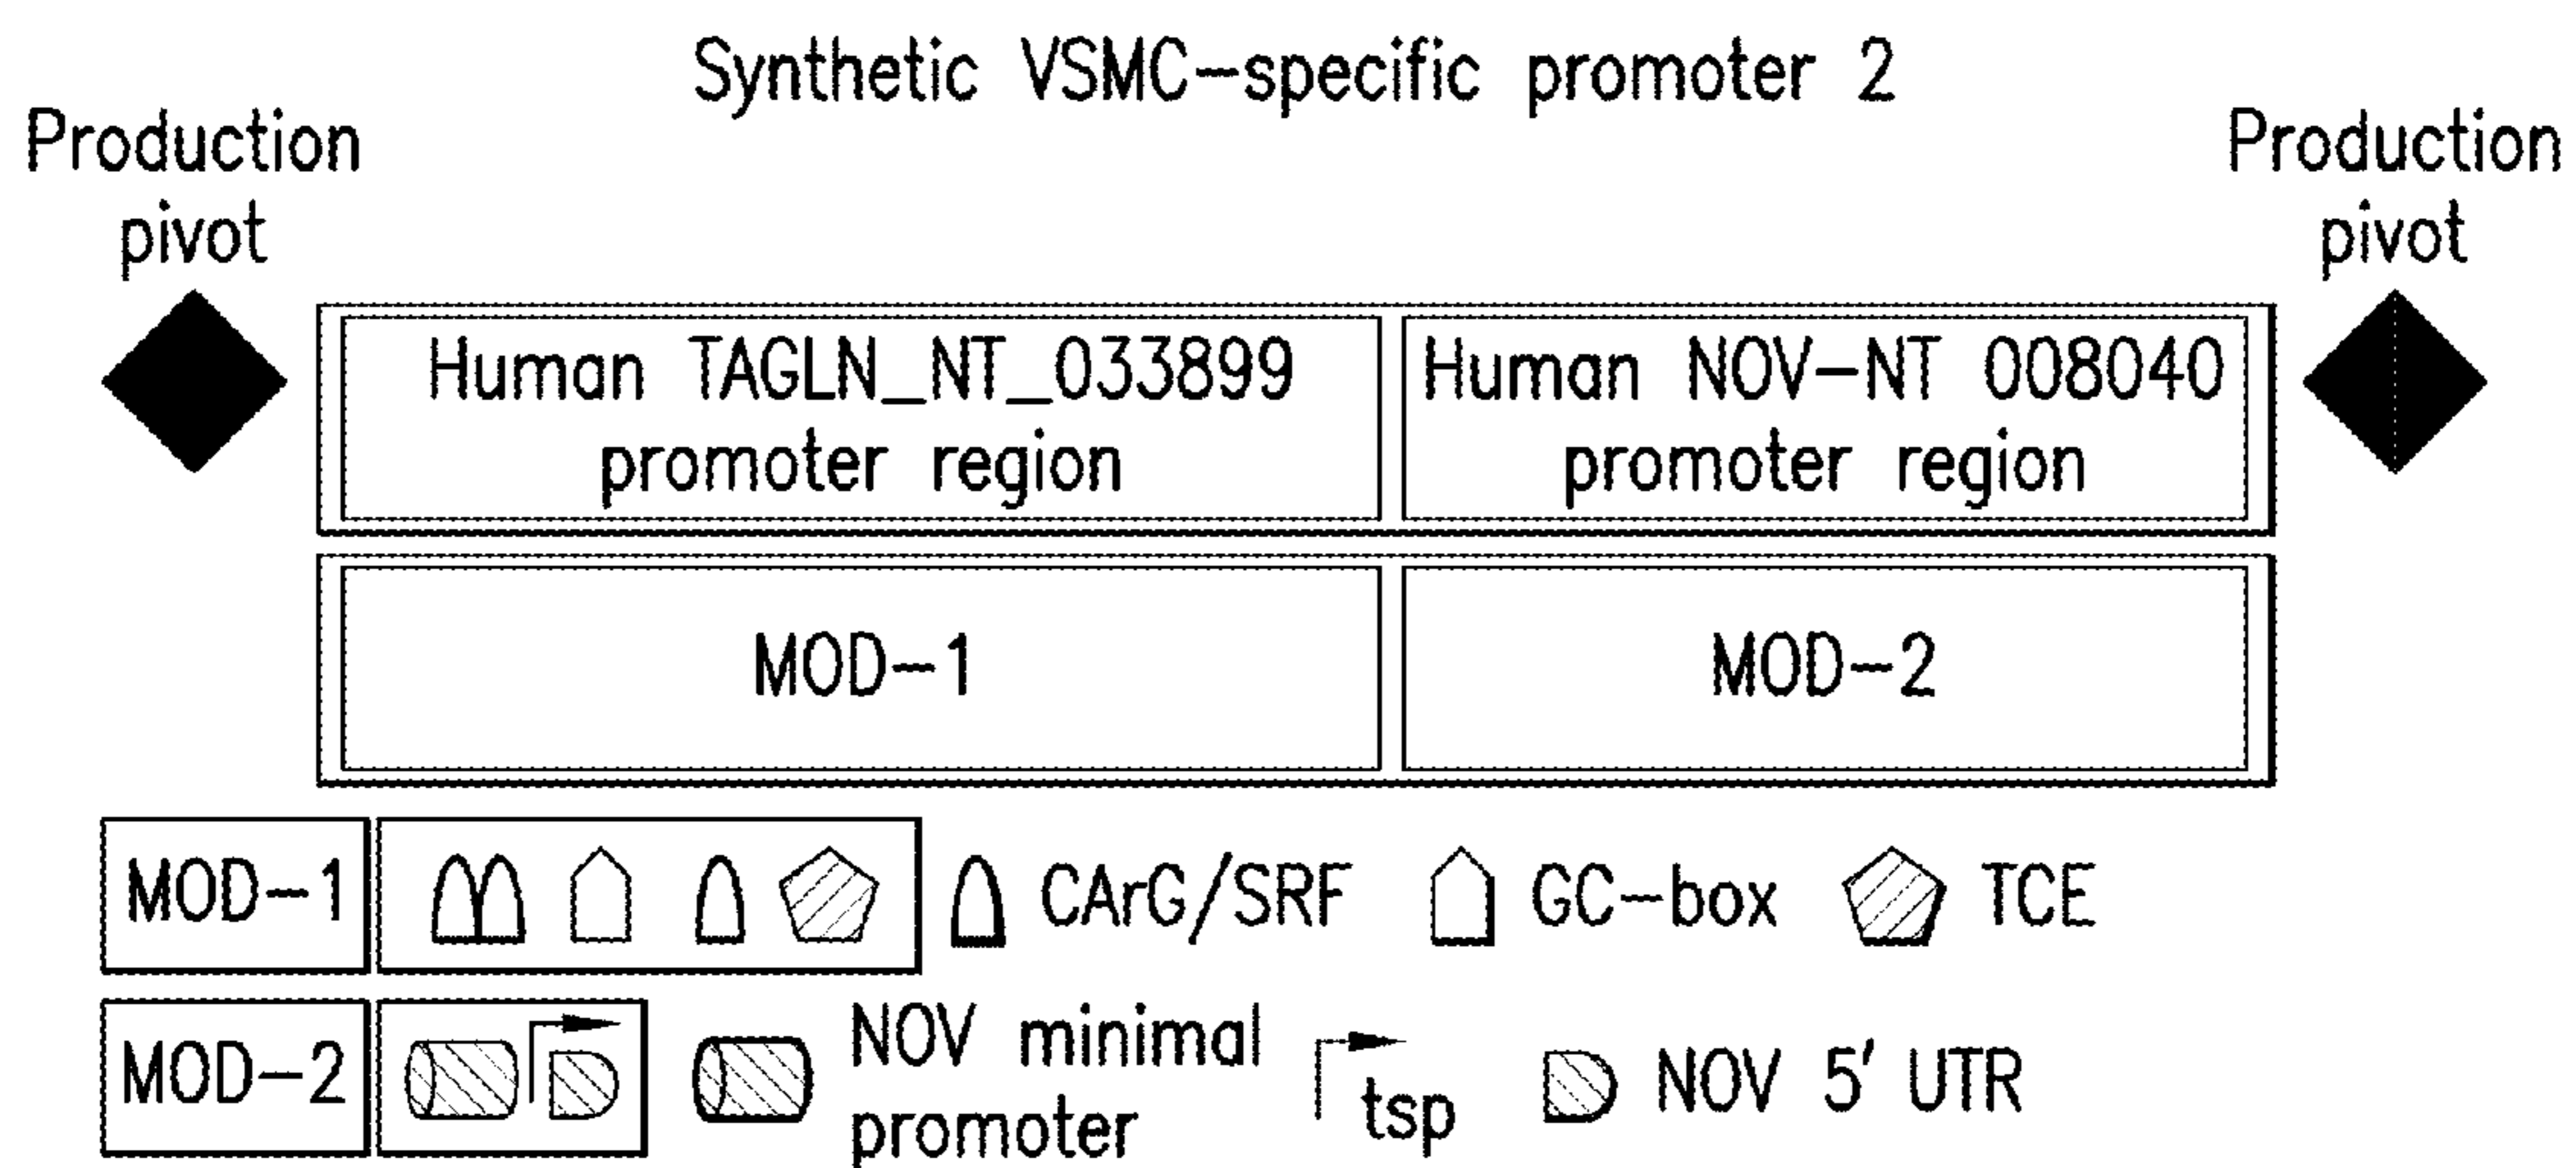 Synthetic VSMC-specific promoter 2
Production
pivot
Production
pivot
Human TAGLN_NT_033899
promoter region
Human NOV-NT 008040
promoter region
MOD-1
MOD-2
MOD-1
CArG/SRF
GC-box
TCE
MOD-2
NOV minimal
promoter
tsp
NOV 5' UTR